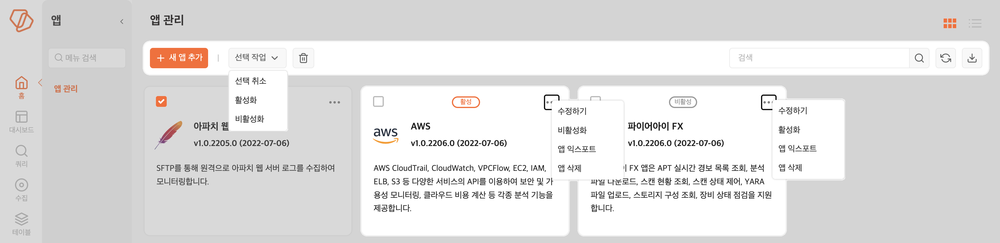 앱
메뉴 검색
앱 관리
홈
대시보드
쿼리
수집
테이블
앱 관리
새 앱 추가
선택 작업
검색
선택 취소
활성화
비활성화
아파치 웹
v1.0.2205.0 (2022-07-06)
SFTP를 통해 원격으로 아파치 웹 서버 로그를 수집하여
모니터링합니다.
활성
aws
AWS
v1.0.2206.0 (2022-07-06)
AWS CloudTrail, CloudWatch, VPCFlow, EC2, IAM,
ELB, S3 등 다양한 서비스의 API를 이용하여 보안 및 가
용성 모니터링, 클라우드 비용 계산 등 각종 분석 기능을
제공합니다.
수정하기
비활성화
앱 익스포트
앱 삭제
비활성
파이어아이 FX
v1.0.2206.0 (2022-07-06)
FX 앱은 APT 실시간 경보 목록 조회, 분석
파일 다운로드, 스캔 현황 조회, 스캔 상태 제어, YARA
파일 업로드, 스토리지 구성 조회, 장비 상태 점검을 지원
합니다.
수정하기
활성화
앱 익스포트
앱 삭제